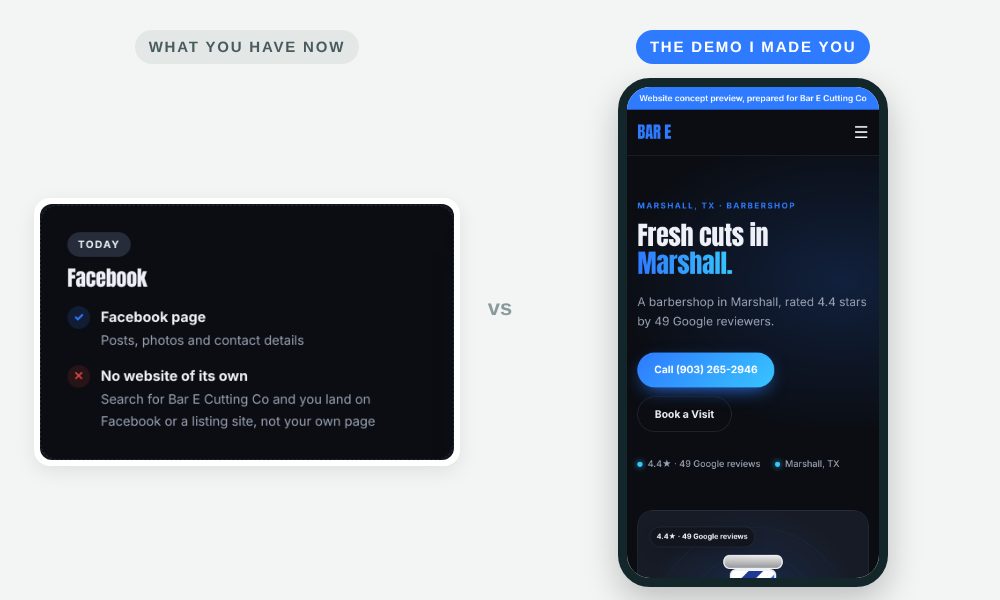 WHAT YOU HAVE NOW
TODAY
Facebook
Facebook page
Posts, photos and contact details
No website of its own
Search for Bar E Cutting Co and you land on
Facebook or a listing site, not your own page
vs
THE DEMO I MADE YOU
Website concept preview, prepared for Bar E Cutting Co
BAR E
MARSHALL, TX · BARBERSHOP
Fresh cuts in
Marshall.
A barbershop in Marshall, rated 4.4 stars
by 49 Google reviewers.
Call (903) 265-2946
Book a Visit
4.4★ · 49 Google reviews
Marshall, TX
4.4★ · 49 Google reviews